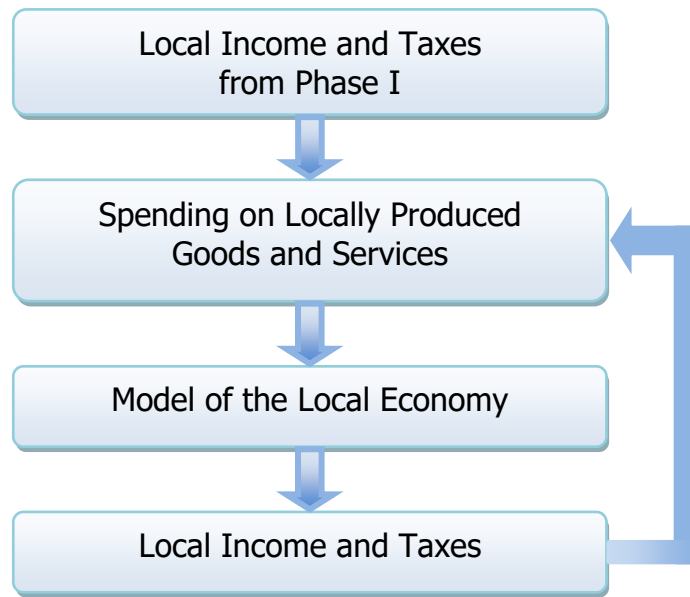 Local Income and Taxes
from Phase I
Spending on Locally Produced
Goods and Services
Model of the Local Economy
Local Income and Taxes